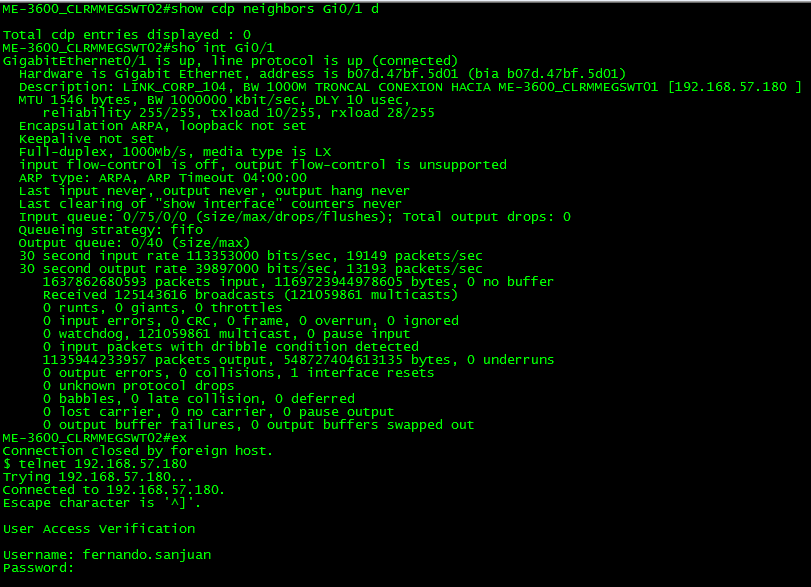 ME-3600_CLRMMEGSWT02#show cdp neighbors Gi0/1 d
Total cdp entries displayed : 0
ME-3600_CLRMMEGSWT02#sho int Gi0/1
GigabitEthernet0/1 is up, line protocol is up (connected)
Hardware is Gigabit Ethernet, address is b07d.47bf.5d01 (bia b07d.47bf.5d01)
Description: LINK_CORP_104, BW 1000M TRONCAL CONEXION HACIA ME-3600_CLRMMEGSWT01 [192.168.57.180 ]
MTU 1546 bytes, BW 1000000 Kbit/sec, DLY 10 usec,
reliability 255/255, txload 10/255, rxload 28/255
Encapsulation ARPA, loopback not set
Keepalive not set
Full-duplex, 1000Mb/s, media type is LX
input flow-control is off, output flow-control is unsupported
ARP type: ARPA, ARP Timeout 04:00:00
Last input never, output never, output hang never
Last clearing of "show interface" counters never
Input queue: 0/75/0/0 (size/max/drops/flushes); Total output drops: 0
Queueing strategy: fifo
Output queue: 0/40 (size/max)
30 second input rate 113353000 bits/sec, 19149 packets/sec
30 second output rate 39897000 bits/sec, 13193 packets/sec
1637862680593 packets input, 1169723944978605 bytes, 0 no buffer
Received 125143616 broadcasts (121059861 multicasts)
0 runts, 0 giants, 0 throttles
0 input errors, 0 CRC, 0 frame, 0 overrun, 0 ignored
0 watchdog, 121059861 multicast, 0 pause input
0 input packets with dribble condition detected
1135944233957 packets output, 548727404613135 bytes, 0 underruns
0 output errors, 0 collisions, 1 interface resets
0 unknown protocol drops
0 babbles, 0 late collision, 0 deferred
0 lost carrier, 0 no carrier, 0 pause output
0 output buffer failures, 0 output buffers swapped out
ME-3600_CLRMMEGSWT02#ex
Connection closed by foreign host.
$ telnet 192.168.57.180
Trying 192.168.57.180...
Connected to 192.168.57.180.
Escape character is '^]'.
User Access Verification
Username: fernando.sanjuan
Password: